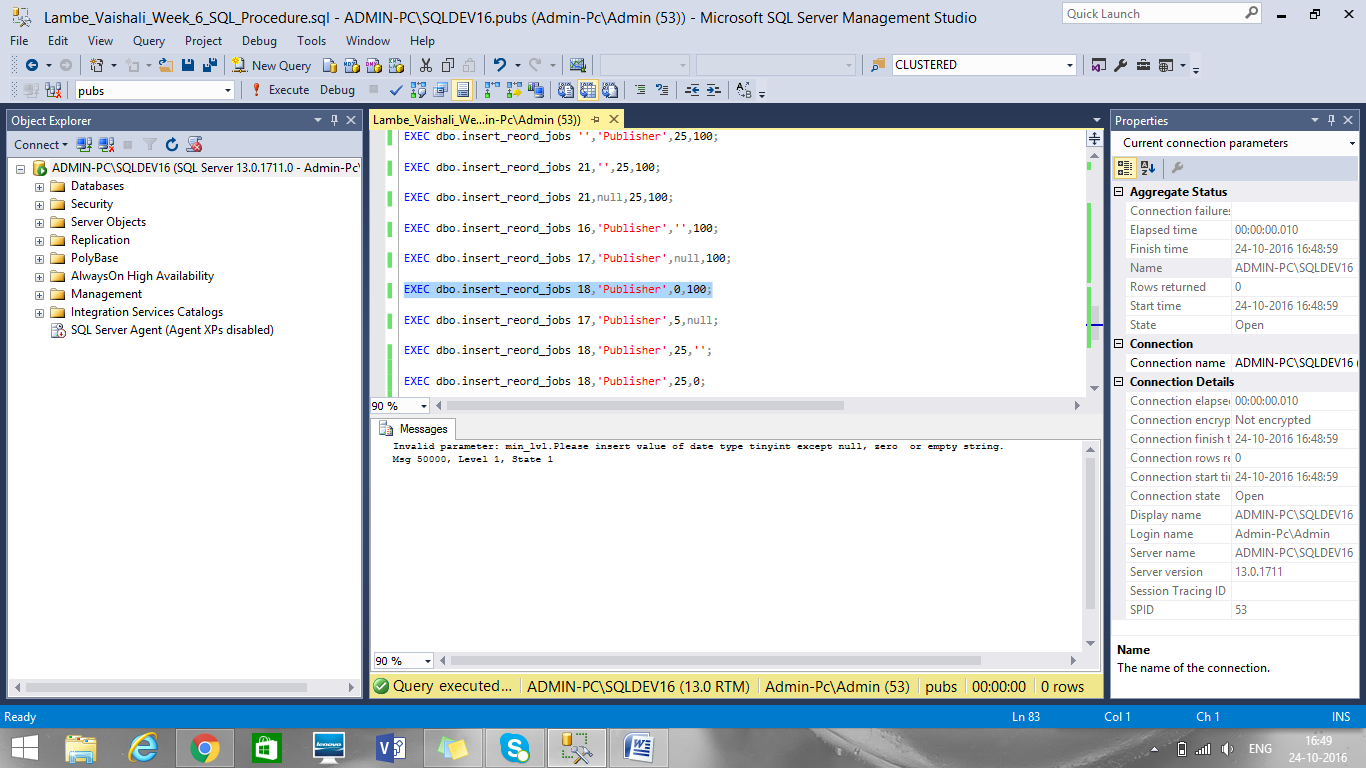 Lambe_Vaishali_Week_6_SQL_Procedure.sql - ADMIN-PC\SQLDEV16.pubs (Admin-Pc\Admin (53)) - Microsoft SQL Server Management Studio
Quick Launch
File Edit View Query Project Debug Tools Window Help
New Query
CLUSTERED
pubs
Execute Debug
Object Explorer
Connect
ADMIN-PC\SQLDEV16 (SQL Server 13.0.1711.0 - Admin-Pc\
Databases
Security
Server Objects
Replication
PolyBase
AlwaysOn High Availability
Management
Integration Services Catalogs
SQL Server Agent (Agent XPs disabled)
Lambe_Vaishali_We...in-Pc\Admin (53))
EXEC dbo.insert_reord_jobs '','Publisher',25,100;
EXEC dbo.insert_reord_jobs 21,'',25,100;
EXEC dbo.insert_reord_jobs 21,null,25,100;
EXEC dbo.insert_reord_jobs 16,'Publisher','',100;
EXEC dbo.insert_reord_jobs 17,'Publisher',null,100;
EXEC dbo.insert_reord_jobs 18,'Publisher',0,100;
EXEC dbo.insert_reord_jobs 17,'Publisher',5,null;
EXEC dbo.insert_reord_jobs 18,'Publisher',25,'';
EXEC dbo.insert_reord_jobs 18,'Publisher',25,0;
90 %
Messages
Invalid parameter: min_lvl.Please insert value of date type tinyint except null, zero  or empty string.
Msg 50000, Level 1, State 1
90 %
Query executed... ADMIN-PC\SQLDEV16 (13.0 RTM) Admin-Pc\Admin (53) pubs 00:00:00 0 rows
Properties
Current connection parameters
Aggregate Status
Connection failures
Elapsed time 00:00:00.010
Finish time 24-10-2016 16:48:59
Name ADMIN-PC\SQLDEV16
Rows returned 0
Start time 24-10-2016 16:48:59
State Open
Connection
Connection name ADMIN-PC\SQLDEV16 (
Connection Details
Connection elapse 00:00:00.010
Connection encryp Not encrypted
Connection finish t 24-10-2016 16:48:59
Connection rows re 0
Connection start ti 24-10-2016 16:48:59
Connection state Open
Display name ADMIN-PC\SQLDEV16
Login name Admin-Pc\Admin
Server name ADMIN-PC\SQLDEV16
Server version 13.0.1711
Session Tracing ID
SPID 53
Name
The name of the connection.
Ready Ln 83 Col 1 Ch 1 INS
lenovo
ENG
16:49
24-10-2016